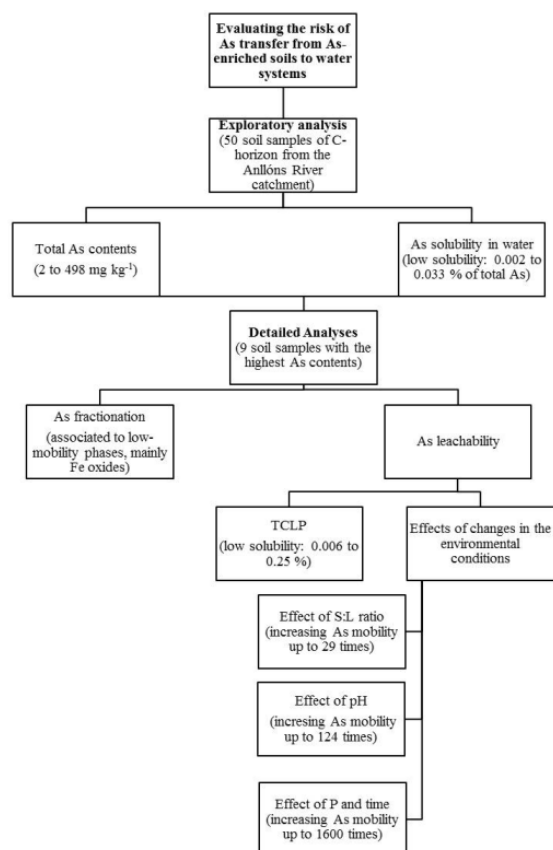 Evaluating the risk of
As transfer from As-
enriched soils to water
systems
Exploratory analysis
(50 soil samples of C-
horizon from the
Anllóns River
catchment)
Total As contents
(2 to 498 mg kg-1)
As solubility in water
(low solubility: 0.002 to
0.033 % of total As)
Detailed Analyses
(9 soil samples with the
highest As contents)
As fractionation
(associated to low-
mobility phases, mainly
Fe oxides)
As leachability
TCLP
(low solubility: 0.006 to
0.25 %)
Effects of changes in the
environmental
conditions
Effect of S:L ratio
(increasing As mobility
up to 29 times)
Effect of pH
(incresing As mobility
up to 124 times)
Effect of P and time
(increasing As mobility
up to 1600 times)